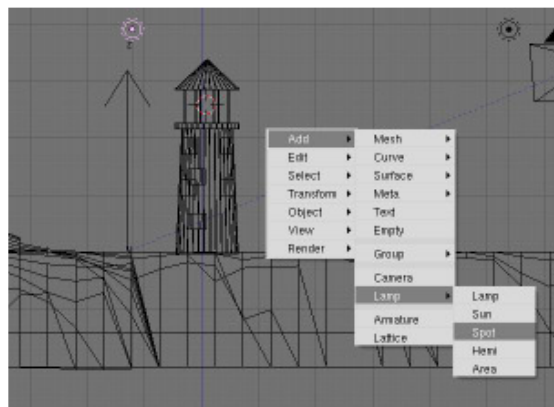 Add
Edit
Select
Transform
Object
View
Render
Mesh
Curve
Surface
Meta
Text
Empty
Group
Camera
Lamp
Armature
Lattice
Lamp
Sun
Spot
Hemi
Area